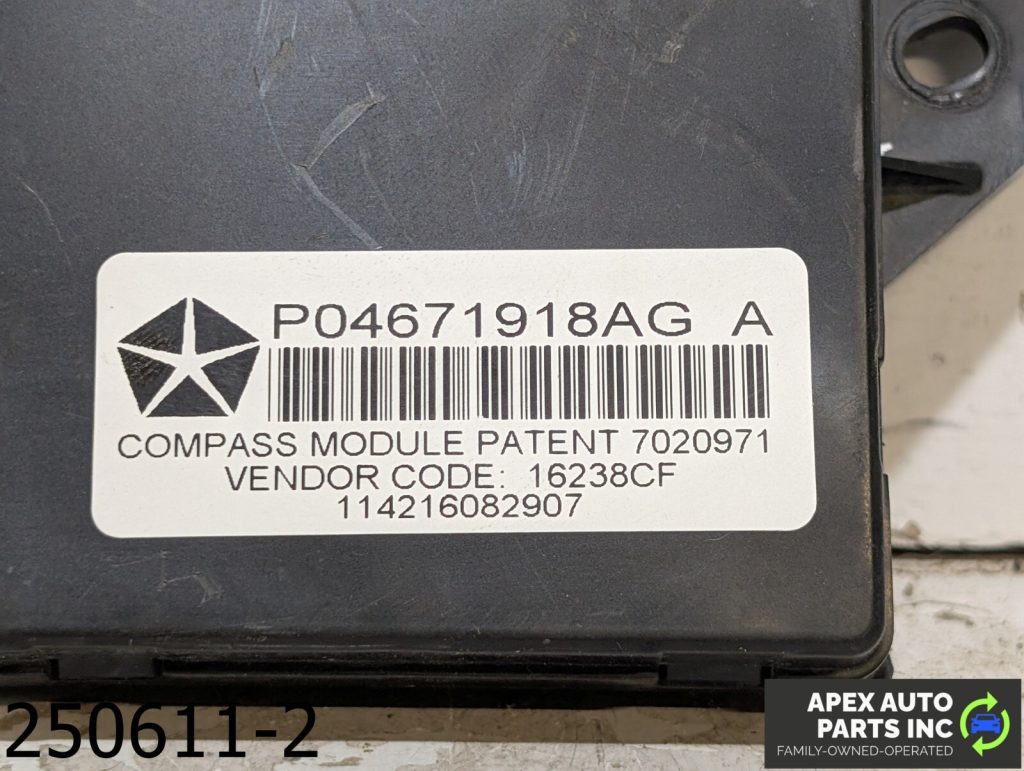 P04671918AG A
COMPASS MODULE PATENT 7020971
VENDOR CODE: 16238CF
114216082907
250611-2
APEX AUTO
PARTS INC
FAMILY-OWNED-OPERATED